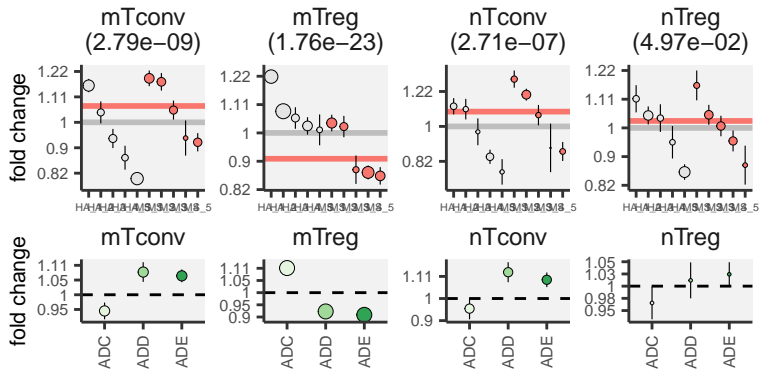 mTconv
(2.79e−09)
mTreg
(1.76e−23)
nTconv
(2.71e−07)
nTreg
(4.97e−02)
fold change
1.22
1.11
1
0.9
0.82
1.22
1.11
1
0.9
0.82
1.22
1
0.82
1.22
1.11
1
0.9
0.82
mTconv
mTreg
nTconv
nTreg
fold change
1.11
1.05
1
0.95
1.11
1.05
1
0.95
0.9
1.11
1
0.9
1.05
1.03
1
0.98
0.95
ADC
ADD
ADE
ADC
ADD
ADE
ADC
ADD
ADE
ADC
ADD
ADE